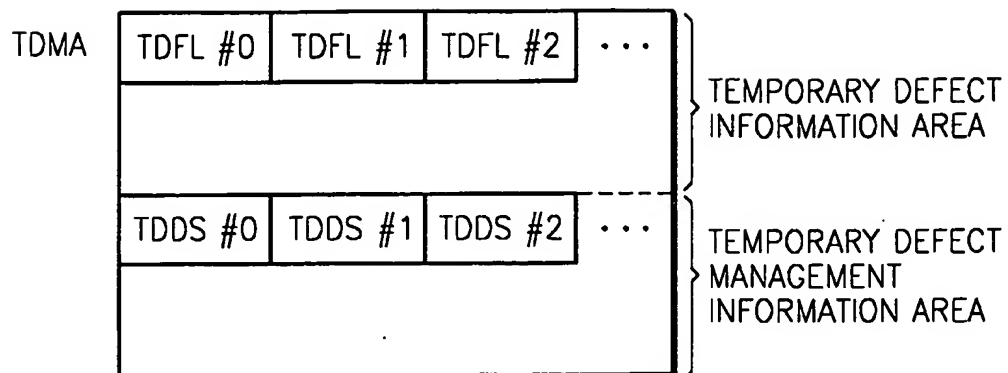 TDMA
TDFL #0 TDFL #1 TDFL #2 ...
TEMPORARY DEFECT
INFORMATION AREA
TDDS #0 TDDS #1 TDDS #2 ...
TEMPORARY DEFECT
MANAGEMENT
INFORMATION AREA